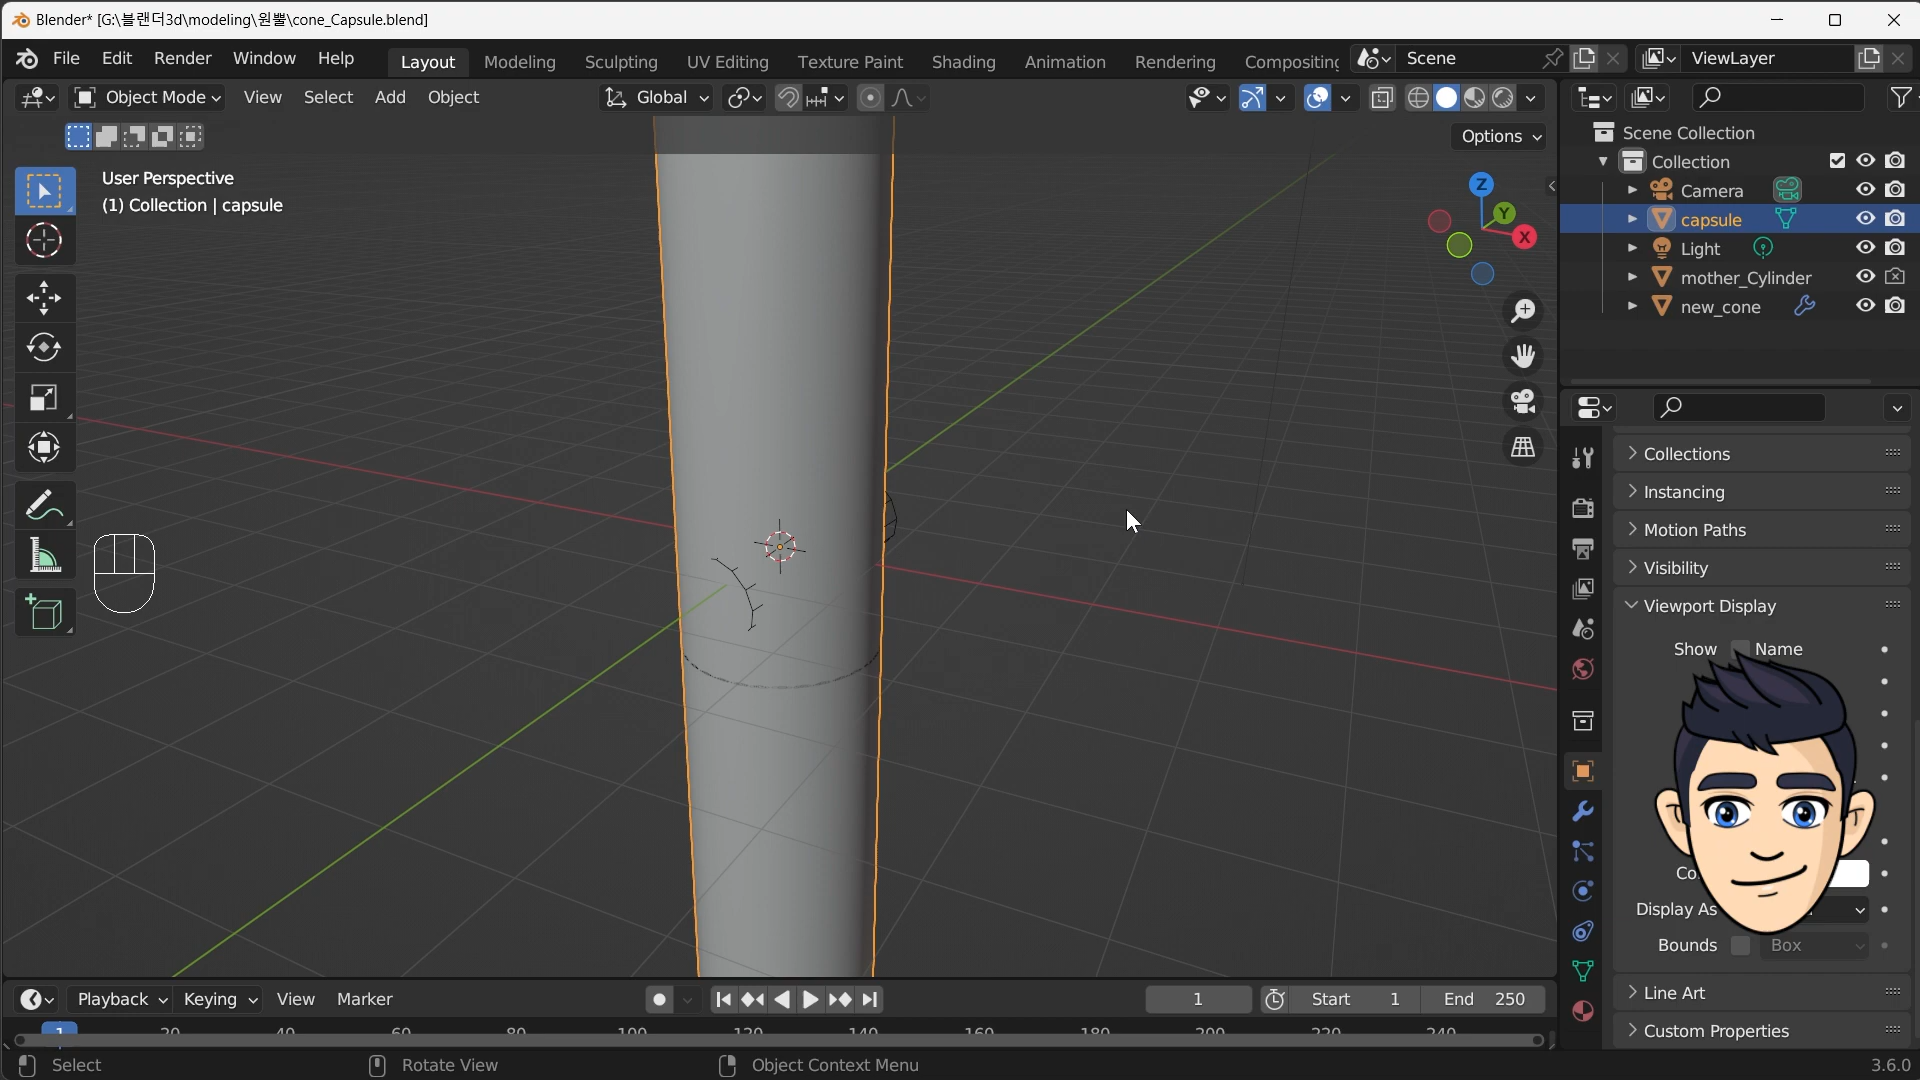 Blender* [G:\블랜더3d\modeling\원뿔\cone_Capsule.blend]
File Edit Render Window Help Layout Modeling Sculpting UV Editing Texture Paint Shading Animation Rendering Compositing Scene ViewLayer
Object Mode View Select Add Object Global
Options
User Perspective
(1) Collection | capsule
Z
Y
X
Scene Collection
Collection
Camera
capsule
Light
mother_Cylinder
new_cone
Collections
Instancing
Motion Paths
Visibility
Viewport Display
Show Name
Co
Display As
Bounds Box
Line Art
Custom Properties
Playback Keying View Marker 1 Start 1 End 250
1 20 40 60 80 100 120 140 160 180 200 220 240
Select Rotate View Object Context Menu 3.6.0